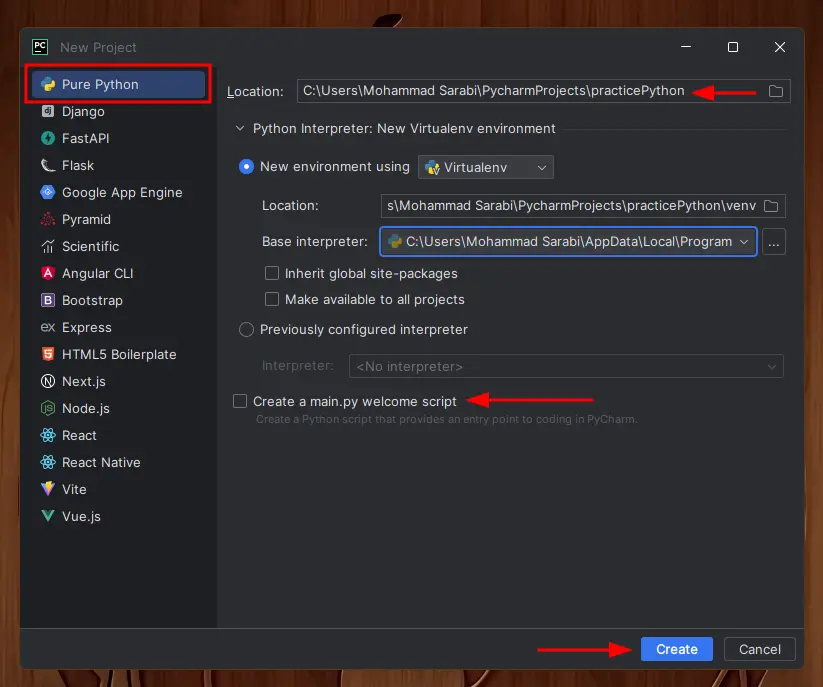 PC
New Project
Pure Python
dj Django
FastAPI
Flask
Google App Engine
Pyramid
Scientific
A Angular CLI
B Bootstrap
ex Express
5 HTML5 Boilerplate
N Next.js
JS Node.js
React
React Native
Vite
Vue.js
Location: C:\Users\Mohammad Sarabi\PycharmProjects\practicePython
Python Interpreter: New Virtualenv environment
New environment using Virtualenv
Location: s\Mohammad Sarabi\PycharmProjects\practicePython\venv
Base interpreter: C:\Users\Mohammad Sarabi\AppData\Local\Program ...
Inherit global site-packages
Make available to all projects
Previously configured interpreter
Interpreter: <No interpreter>
Create a main.py welcome script
Create a Python script that provides an entry point to coding in PyCharm.
Create Cancel